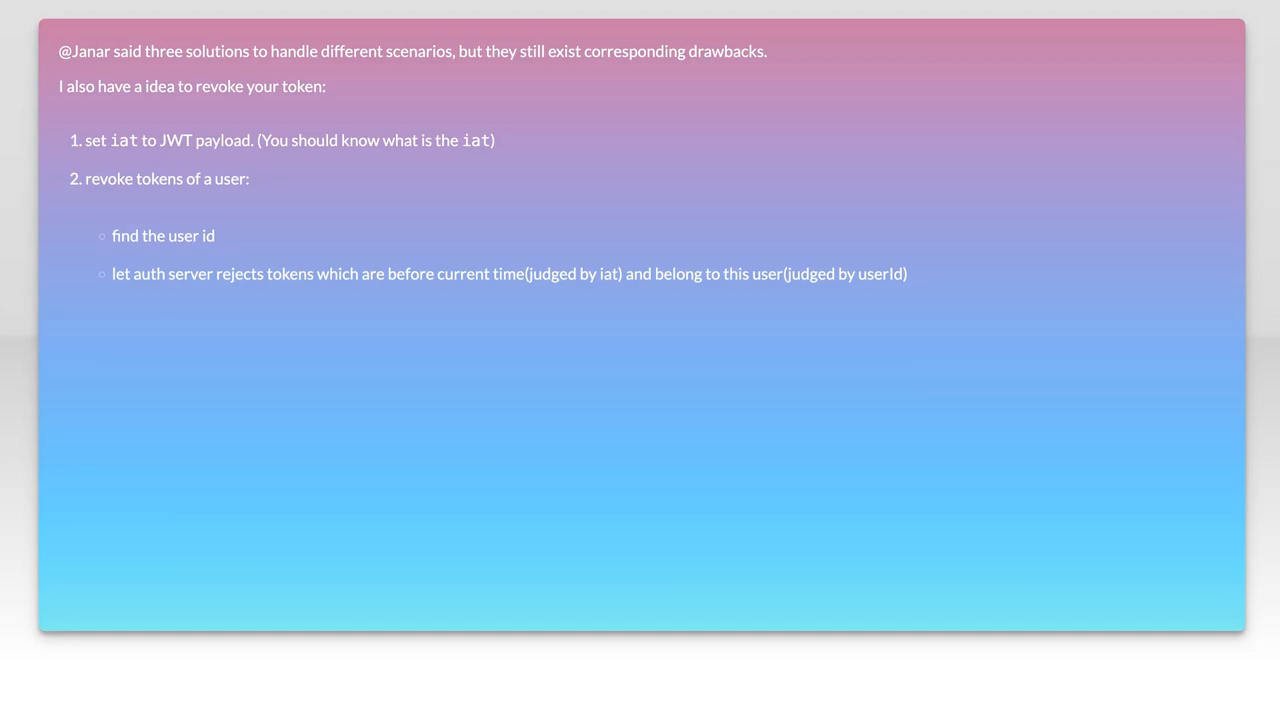 @Janar said three solutions to handle different scenarios, but they still exist corresponding drawbacks.
I also have a idea to revoke your token:
1. set iat to JWT payload. (You should know what is the iat)
2. revoke tokens of a user:
◦ find the user id
◦ let auth server rejects tokens which are before current time(judged by iat) and belong to this user(judged by userId)